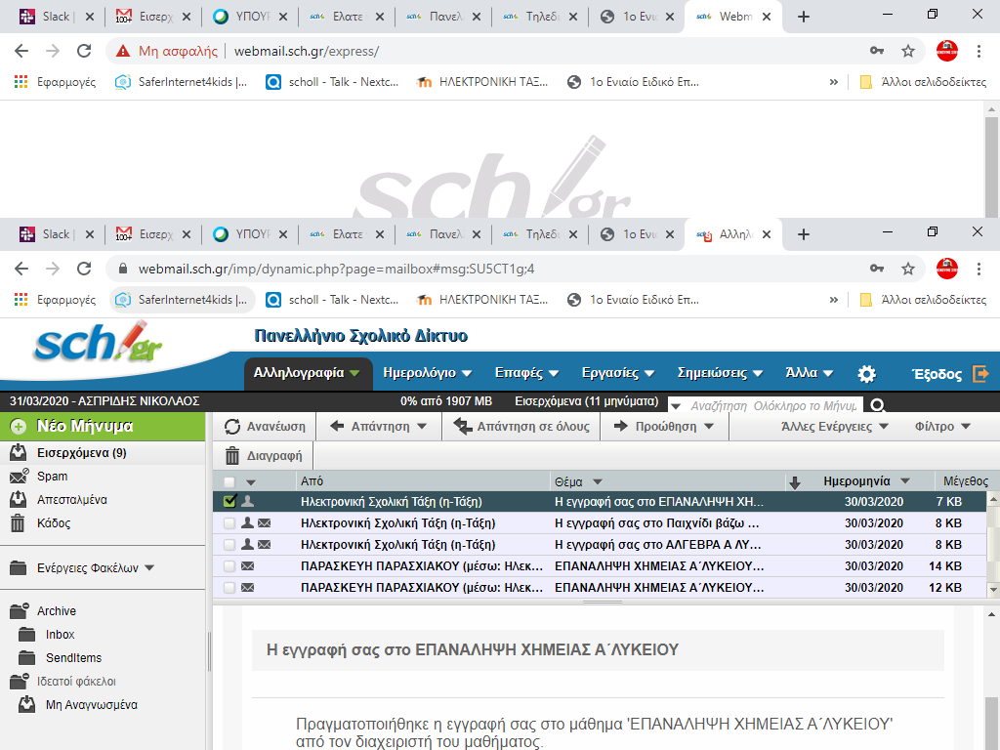 Slack | Εισερχ ΥΠΟΥΡ Ελατε Πανελ Τηλεδι 1ο Ενι Webm
Μη ασφαλής | webmail.sch.gr/express/
Εφαρμογές SaferInternet4kids |... scholl - Talk - Nextc... ΗΛΕΚΤΡΟΝΙΚΗ ΤΑΞ... 1ο Ενιαίο Ειδικό Επ... » Άλλοι σελιδοδείκτες
sch.gr
Slack | Εισερχ ΥΠΟΥΡ Ελατε Πανελ Τηλεδι 1ο Ενι Αλληλ
webmail.sch.gr/imp/dynamic.php?page=mailbox#msg:SU5CT1g;4
Εφαρμογές SaferInternet4kids |... scholl - Talk - Nextc... ΗΛΕΚΤΡΟΝΙΚΗ ΤΑΞ... 1ο Ενιαίο Ειδικό Επ... » Άλλοι σελιδοδείκτες
sch.gr Πανελλήνιο Σχολικό Δίκτυο
Αλληλογραφία Ημερολόγιο Επαφές Εργασίες Σημειώσεις Άλλα Έξοδος
31/03/2020 - ΑΣΠΡΙΔΗΣ ΝΙΚΟΛΑΟΣ 0% από 1907 MB Εισερχόμενα (11 μηνύματα) Αναζήτηση Ολόκληρο το Μήνυμ
Νέο Μήνυμα Ανανέωση Απάντηση Απάντηση σε όλους Προώθηση Άλλες Ενέργειες Φίλτρο
Εισερχόμενα (9) Διαγραφή
Spam Από Θέμα Ημερομηνία Μέγεθος
Απεσταλμένα Ηλεκτρονική Σχολική Τάξη (η-Τάξη) Η εγγραφή σας στο ΕΠΑΝΑΛΗΨΗ ΧΗ... 30/03/2020 7 KB
Κάδος Ηλεκτρονική Σχολική Τάξη (η-Τάξη) Η εγγραφή σας στο Παιχνίδι βάζω ... 30/03/2020 8 KB
Ηλεκτρονική Σχολική Τάξη (η-Τάξη) Η εγγραφή σας στο ΑΛΓΕΒΡΑ Α ΛΥ... 30/03/2020 8 KB
Ενέργειες Φακέλων ΠΑΡΑΣΚΕΥΗ ΠΑΡΑΣΧΙΑΚΟΥ (μέσω: Ηλεκ... ΕΠΑΝΑΛΗΨΗ ΧΗΜΕΙΑΣ Α΄ΛΥΚΕΙΟΥ... 30/03/2020 14 KB
ΠΑΡΑΣΚΕΥΗ ΠΑΡΑΣΧΙΑΚΟΥ (μέσω: Ηλεκ... ΕΠΑΝΑΛΗΨΗ ΧΗΜΕΙΑΣ Α΄ΛΥΚΕΙΟΥ... 30/03/2020 12 KB
Archive
Inbox
SendItems
Ιδεατοί φάκελοι
Μη Αναγνωσμένα
Η εγγραφή σας στο ΕΠΑΝΑΛΗΨΗ ΧΗΜΕΙΑΣ Α΄ΛΥΚΕΙΟΥ
Πραγματοποιήθηκε η εγγραφή σας στο μάθημα 'ΕΠΑΝΑΛΗΨΗ ΧΗΜΕΙΑΣ Α΄ΛΥΚΕΙΟΥ'
από τον διαχειριστή του μαθήματος.